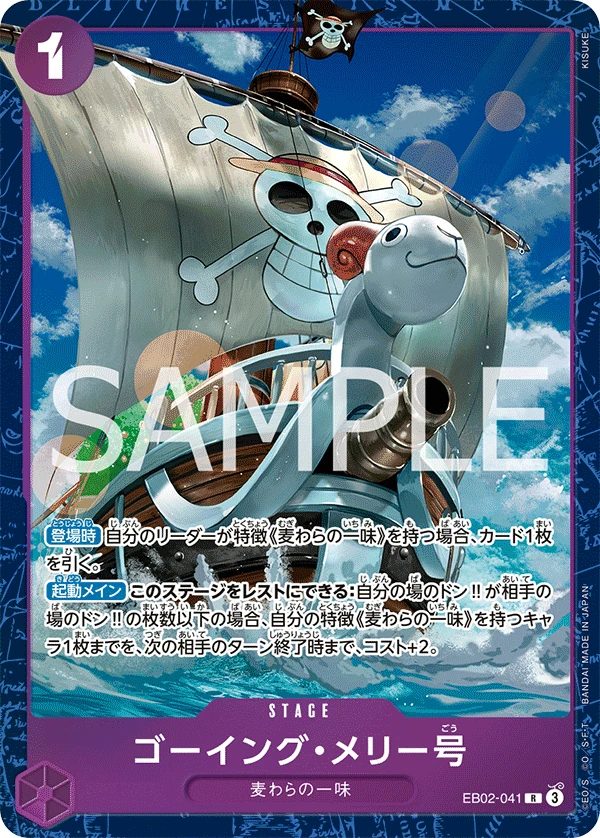 1
KISUKE
SAMPLE
登場時 自分のリーダーが特徴《麦わらの一味》を持つ場合、カード1枚
を引く。
起動メイン このステージをレストにできる:自分の場のドン!!が相手の
場のドン!!の枚数以下の場合、自分の特徴《麦わらの一味》を持つキャ
ラ1枚までを、次の相手のターン終了時まで、コスト+2。
STAGE
ゴーイング・メリー号
麦わらの一味
EB02-041 R 3
©E.O/S. ©O. S·F·T BANDAI MADE IN JAPAN